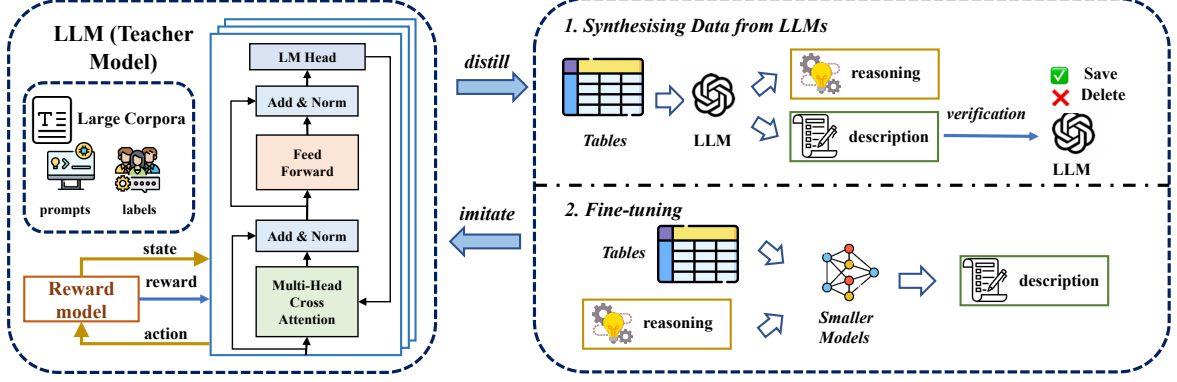 LLM (Teacher
Model)
Large Corpora
prompts
labels
state
Reward
model
reward
action
LM Head
Add & Norm
Feed
Forward
Add & Norm
Multi-Head
Cross
Attention
distill
imitate
1. Synthesising Data from LLMs
Tables
LLM
reasoning
description
verification
Save
Delete
LLM
2. Fine-tuning
Tables
reasoning
Smaller
Models
description